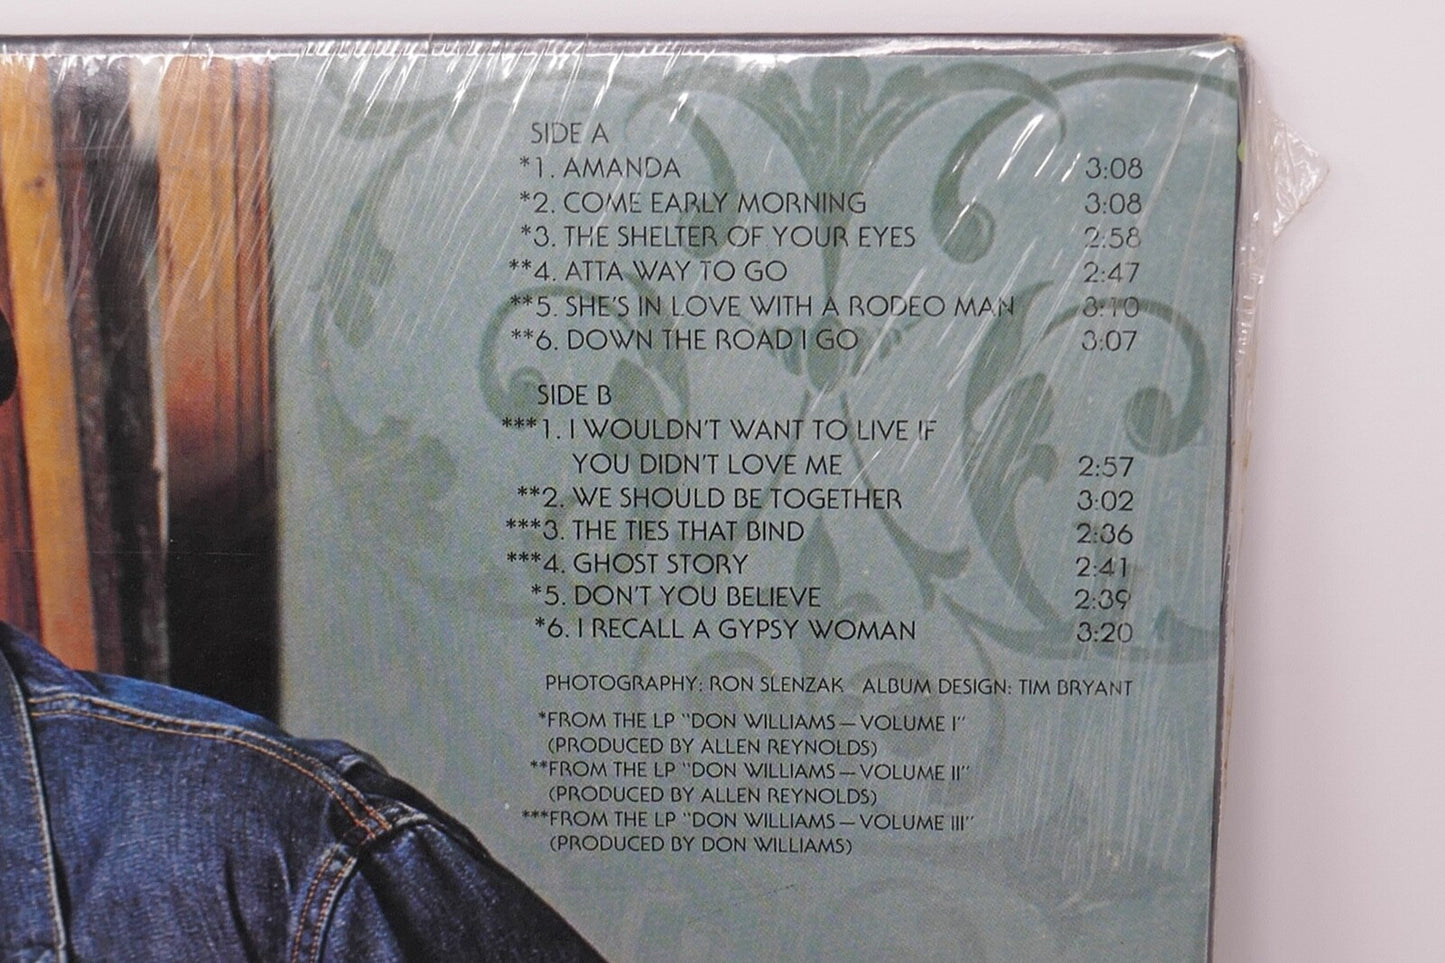 SIDE A
*1. AMANDA 3:08
*2. COME EARLY MORNING 3:08
*3. THE SHELTER OF YOUR EYES 2:58
**4. ATTA WAY TO GO 2:47
**5. SHE'S IN LOVE WITH A RODEO MAN 3:10
**6. DOWN THE ROAD I GO 3:07
SIDE B
***1. I WOULDN'T WANT TO LIVE IF
YOU DIDN'T LOVE ME 2:57
**2. WE SHOULD BE TOGETHER 3:02
***3. THE TIES THAT BIND 2:36
***4. GHOST STORY 2:41
*5. DON'T YOU BELIEVE 2:39
*6. I RECALL A GYPSY WOMAN 3:20
PHOTOGRAPHY: RON SLENZAK ALBUM DESIGN: TIM BRYANT
*FROM THE LP "DON WILLIAMS—VOLUME I"
(PRODUCED BY ALLEN REYNOLDS)
**FROM THE LP "DON WILLIAMS—VOLUME II"
(PRODUCED BY ALLEN REYNOLDS)
***FROM THE LP "DON WILLIAMS—VOLUME III"
(PRODUCED BY DON WILLIAMS)